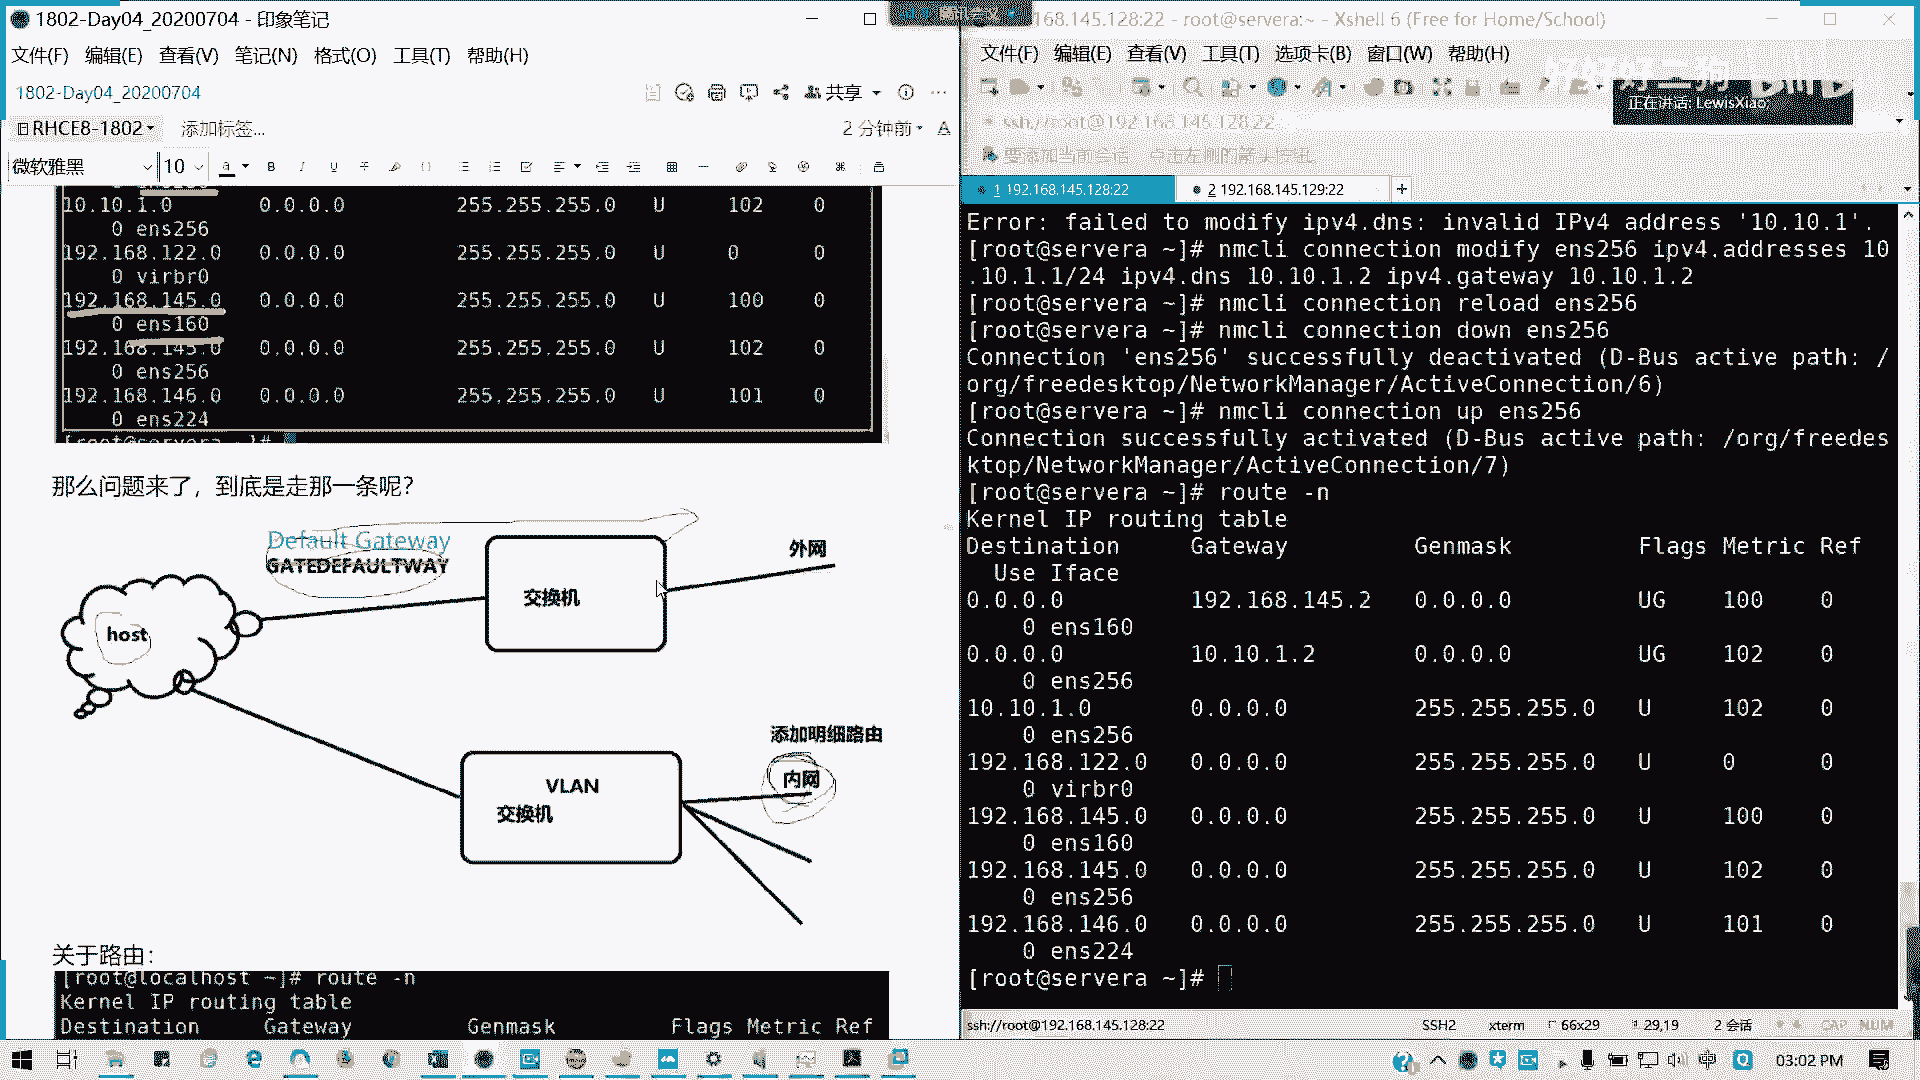 1802-Day04_20200704 - 印象笔记
文件(F) 编辑(E) 查看(V) 笔记(N) 格式(O) 工具(T) 帮助(H)
1802-Day04_20200704
共享
RHCE8-1802 添加标签...
2 分钟前
微软雅黑 10
10.10.1.0 0.0.0.0 255.255.255.0 U 102 0
0 ens256
192.168.122.0 0.0.0.0 255.255.255.0 U 0 0
0 virbr0
192.168.145.0 0.0.0.0 255.255.255.0 U 100 0
0 ens160
192.168.145.0 0.0.0.0 255.255.255.0 U 102 0
0 ens256
192.168.146.0 0.0.0.0 255.255.255.0 U 101 0
0 ens224
[root@servera ~]#
那么问题来了，到底是走那一条呢？
Default Gateway
GATEDEFAULTWAY
交换机
外网
host
添加明细路由
VLAN
交换机
内网
关于路由：
[root@localhost ~]# route -n
Kernel IP routing table
Destination Gateway Genmask Flags Metric Ref
168.145.128:22 - root@servera:~ - Xshell 6 (Free for Home/School)
文件(F) 编辑(E) 查看(V) 工具(T) 选项卡(B) 窗口(W) 帮助(H)
正在讲话: LewisXiao;
ssh://root@192.168.145.128:22
要添加当前会话，点击左侧的箭头按钮。
1 192.168.145.128:22 2 192.168.145.129:22 +
Error: failed to modify ipv4.dns: invalid IPv4 address '10.10.1'.
[root@servera ~]# nmcli connection modify ens256 ipv4.addresses 10
.10.1.1/24 ipv4.dns 10.10.1.2 ipv4.gateway 10.10.1.2
[root@servera ~]# nmcli connection reload ens256
[root@servera ~]# nmcli connection down ens256
Connection 'ens256' successfully deactivated (D-Bus active path: /
org/freedesktop/NetworkManager/ActiveConnection/6)
[root@servera ~]# nmcli connection up ens256
Connection successfully activated (D-Bus active path: /org/freedes
ktop/NetworkManager/ActiveConnection/7)
[root@servera ~]# route -n
Kernel IP routing table
Destination Gateway Genmask Flags Metric Ref
Use Iface
0.0.0.0 192.168.145.2 0.0.0.0 UG 100 0
0 ens160
0.0.0.0 10.10.1.2 0.0.0.0 UG 102 0
0 ens256
10.10.1.0 0.0.0.0 255.255.255.0 U 102 0
0 ens256
192.168.122.0 0.0.0.0 255.255.255.0 U 0 0
0 virbr0
192.168.145.0 0.0.0.0 255.255.255.0 U 100 0
0 ens160
192.168.145.0 0.0.0.0 255.255.255.0 U 102 0
0 ens256
192.168.146.0 0.0.0.0 255.255.255.0 U 101 0
0 ens224
[root@servera ~]#
ssh://root@192.168.145.128:22 SSH2 xterm 66x29 29,19 2 会话 CAP NUM
中 03:02 PM